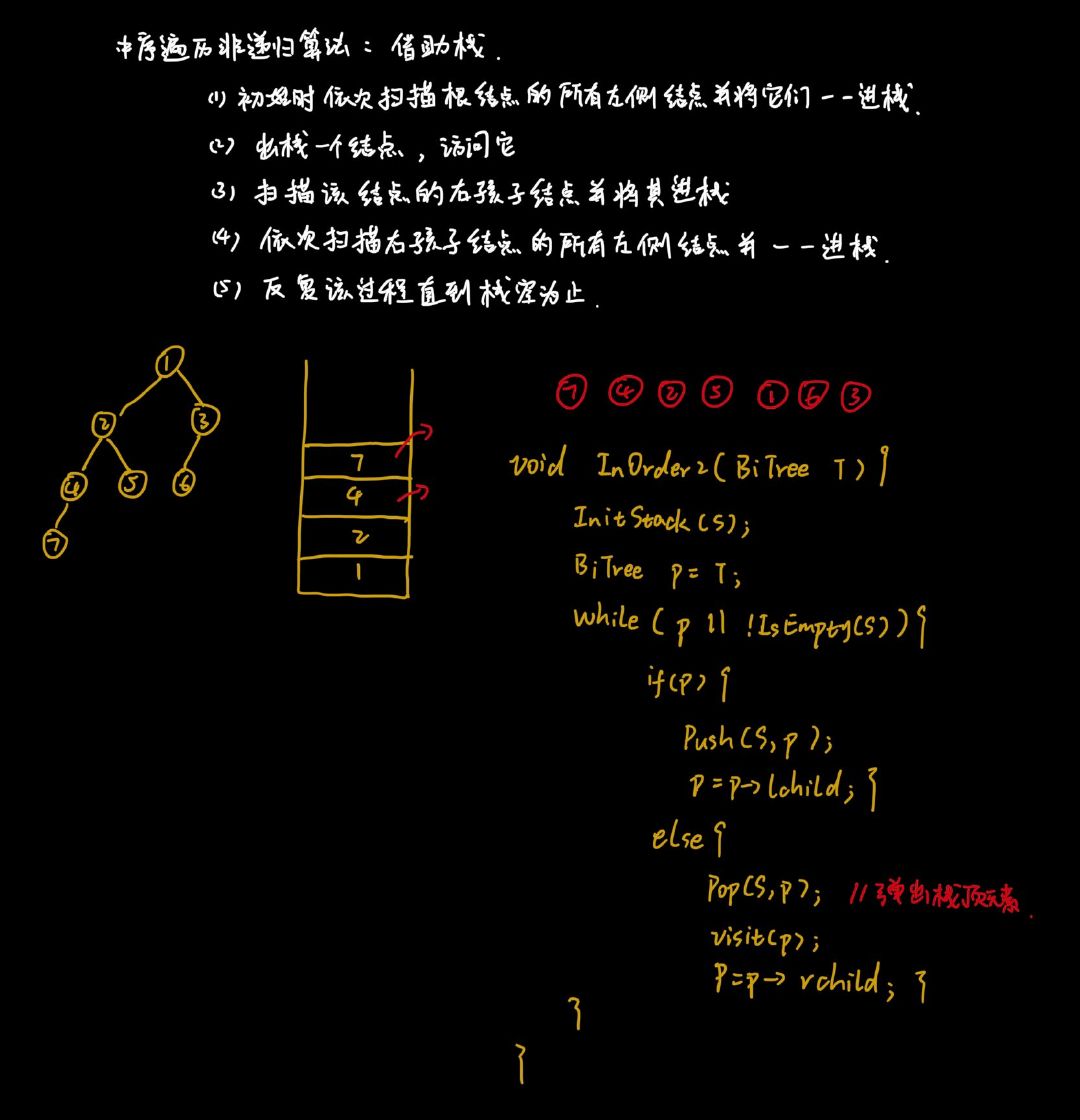 中序遍历非递归算法：借助栈.
(1) 初始时依次扫描根结点的所有左侧结点并将它们一一进栈.
(2) 出栈一个结点，访问它
(3) 扫描该结点的右孩子结点并将其进栈
(4) 依次扫描右孩子结点的所有左侧结点并一一进栈.
(5) 反复该过程直到栈空为止.
1
2 3
4 5 6
7
7
4
2
1
7 4 2 5 1 6 3
void InOrder2(BiTree T){
InitStack(S);
BiTree p=T;
while(p || !IsEmpty(S)){
if(p){
Push(S,p);
p=p→lchild;}
else{
Pop(S,p); //弹出栈顶元素.
visit(p);
p=p→rchild;}
}
}